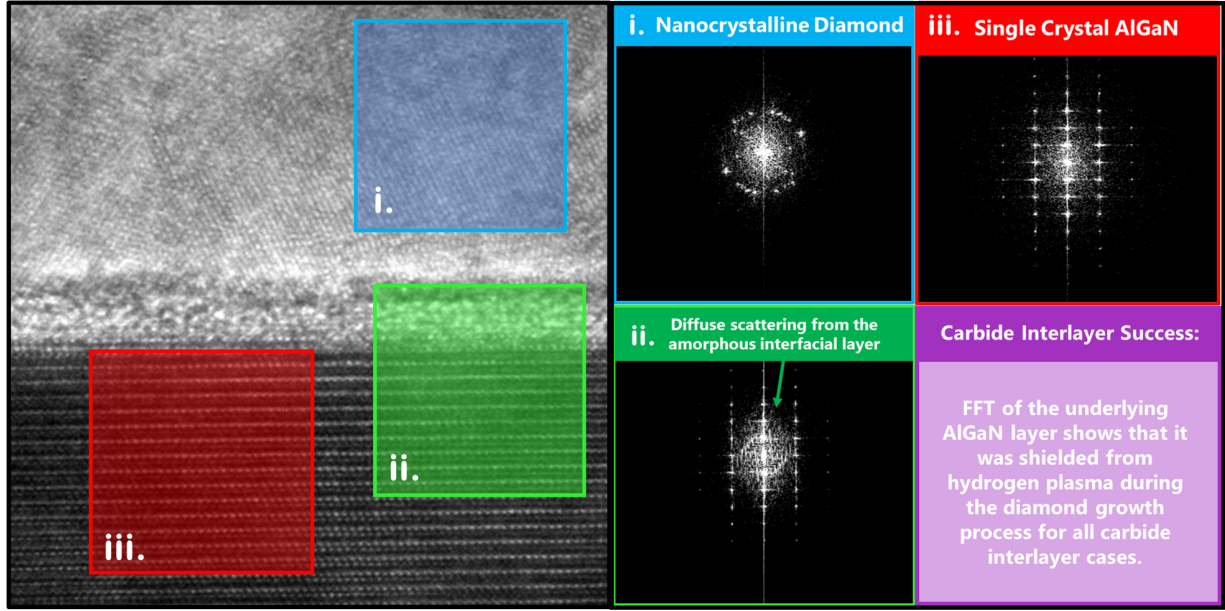 i.
ii.
iii.
i. Nanocrystalline Diamond
iii. Single Crystal AlGaN
ii. Diffuse scattering from the
amorphous interfacial layer
Carbide Interlayer Success:
FFT of the underlying
AlGaN layer shows that it
was shielded from
hydrogen plasma during
the diamond growth
process for all carbide
interlayer cases.